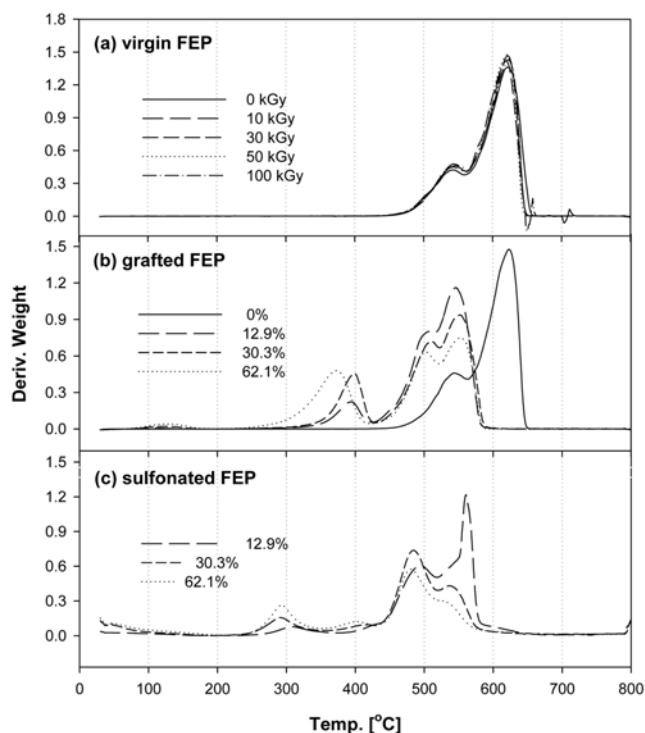 (a) virgin FEP
0 kGy
10 kGy
30 kGy
50 kGy
100 kGy
1.8
1.5
1.2
0.9
0.6
0.3
0.0
(b) grafted FEP
0%
12.9%
30.3%
62.1%
1.5
1.2
0.9
0.6
0.3
0.0
Deriv. Weight
(c) sulfonated FEP
12.9%
30.3%
62.1%
1.5
1.2
0.9
0.6
0.3
0.0
0 100 200 300 400 500 600 700 800
Temp. [°C]